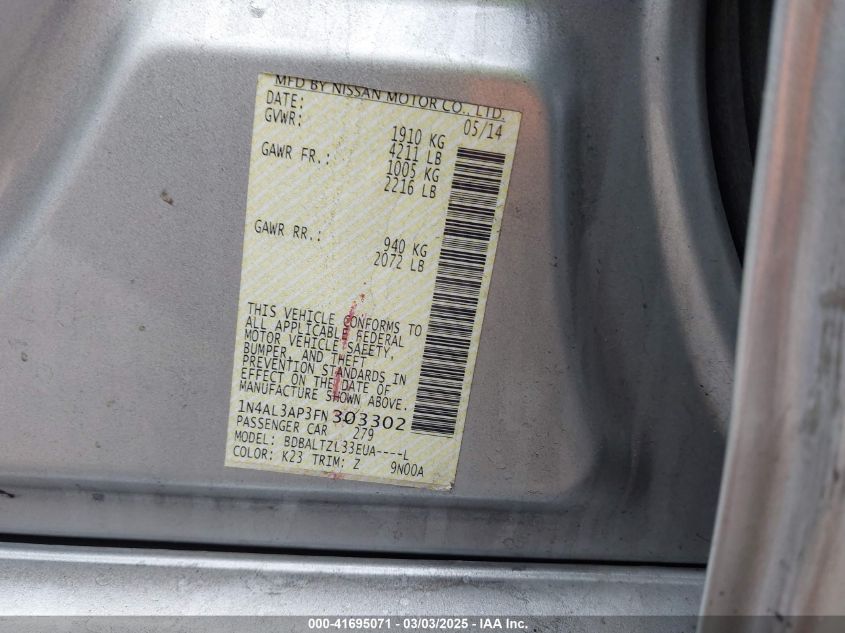 MFD BY NISSAN MOTOR CO., LTD.
DATE: 05/14
GVWR: 1910 KG
4211 LB
GAWR FR.: 1005 KG
2216 LB
GAWR RR.: 940 KG
2072 LB
THIS VEHICLE CONFORMS TO
ALL APPLICABLE FEDERAL
MOTOR VEHICLE SAFETY,
BUMPER, AND THEFT
PREVENTION STANDARDS IN
EFFECT ON THE DATE OF
MANUFACTURE SHOWN ABOVE.
1N4AL3AP3FN303302
PASSENGER CAR 279
MODEL: BDBALTZL33EUA----L
COLOR: K23 TRIM: Z 9N00A
000-41695071 / 03/03/2025 - IAA Inc.